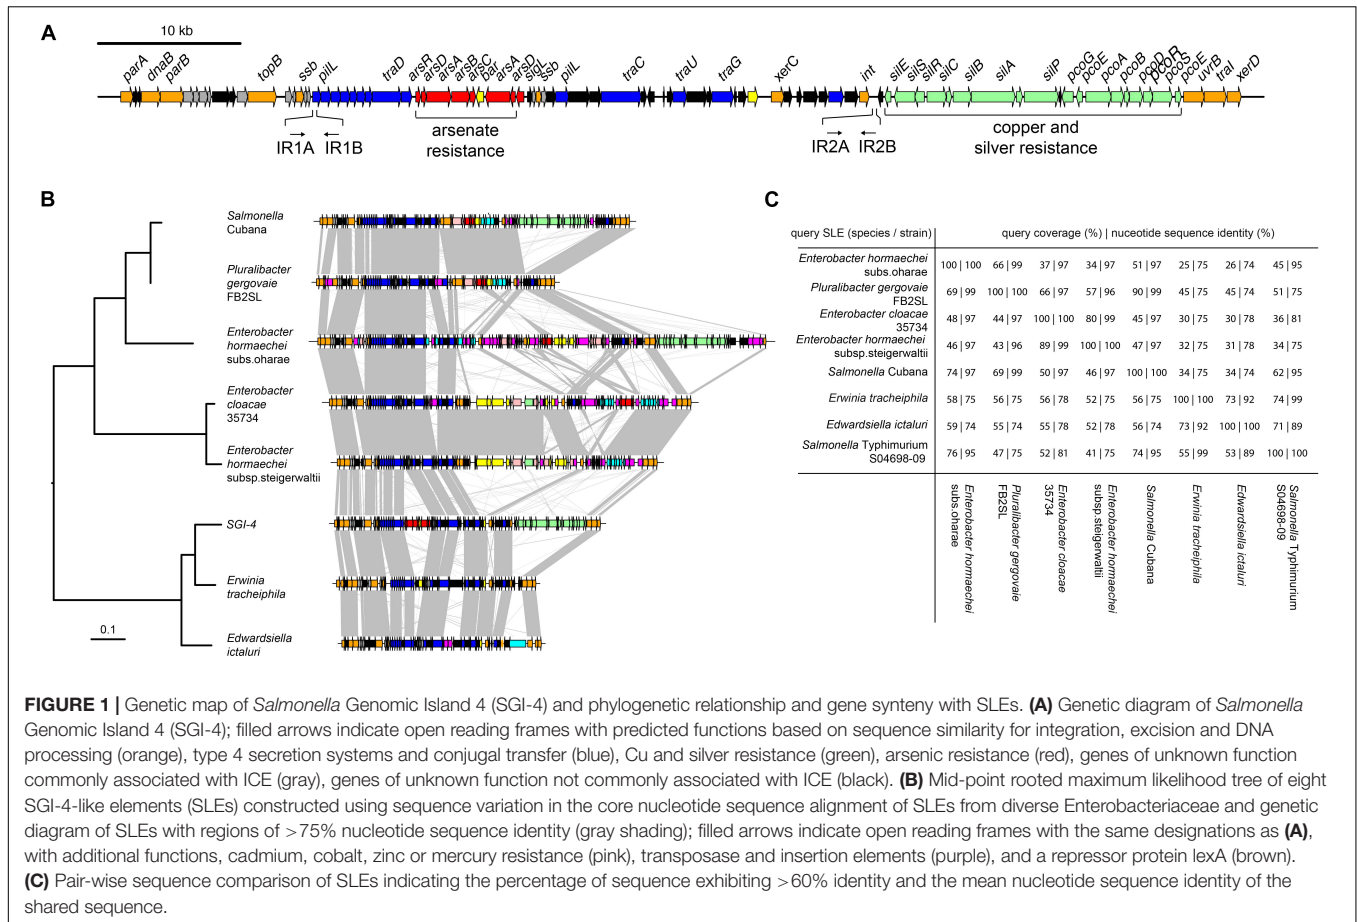 A
10 kb
parA dnaB parB topB ssb pilL traD arsR arsD arsA arsB arsC par arsA arsD sigL ssb pilL traC traU traG xerC int silE silS silR silC silB silA silP pcoG pcoE pcoA pcoB pcoD pcoR pcoS pcoE uvrB traI xerD
IR1A IR1B
arsenate
resistance
IR2A IR2B
copper and
silver resistance
B
Salmonella
Cubana
Pluralibacter
gergovaie
FB2SL
Enterobacter
hormaechei
subs.oharae
Enterobacter
cloacae
35734
Enterobacter
hormaechei
subsp.steigerwaltii
SGI-4
Erwinia
tracheiphila
Edwardsiella
ictaluri
0.1
C
query SLE (species / strain) query coverage (%) | nuceotide sequence identity (%)
Enterobacter hormaechei
subs.oharae 100 | 100 66 | 99 37 | 97 34 | 97 51 | 97 25 | 75 26 | 74 45 | 95
Pluralibacter gergovaie
FB2SL 69 | 99 100 | 100 66 | 97 57 | 96 90 | 99 45 | 75 45 | 74 51 | 75
Enterobacter cloacae
35734 48 | 97 44 | 97 100 | 100 80 | 99 45 | 97 30 | 75 30 | 78 36 | 81
Enterobacter hormaechei
subsp.steigerwaltii 46 | 97 43 | 96 89 | 99 100 | 100 47 | 97 32 | 75 31 | 78 34 | 75
Salmonella Cubana 74 | 97 69 | 99 50 | 97 46 | 97 100 | 100 34 | 75 34 | 74 62 | 95
Erwinia tracheiphila 58 | 75 56 | 75 56 | 78 52 | 75 56 | 75 100 | 100 73 | 92 74 | 99
Edwardsiella ictaluri 59 | 74 55 | 74 55 | 78 52 | 78 56 | 74 73 | 92 100 | 100 71 | 89
Salmonella Typhimurium
S04698-09 76 | 95 47 | 75 52 | 81 41 | 75 74 | 95 55 | 99 53 | 89 100 | 100
Enterobacter hormaechei
subs.oharae
Pluralibacter gergovaie
FB2SL
Enterobacter cloacae
35734
Enterobacter hormaechei
subsp.steigerwaltii
Salmonella Cubana
Erwinia tracheiphila
Edwardsiella ictaluri
Salmonella Typhimurium
S04698-09
FIGURE 1 | Genetic map of Salmonella Genomic Island 4 (SGI-4) and phylogenetic relationship and gene synteny with SLEs. (A) Genetic diagram of Salmonella
Genomic Island 4 (SGI-4); filled arrows indicate open reading frames with predicted functions based on sequence similarity for integration, excision and DNA
processing (orange), type 4 secretion systems and conjugal transfer (blue), Cu and silver resistance (green), arsenic resistance (red), genes of unknown function
commonly associated with ICE (gray), genes of unknown function not commonly associated with ICE (black). (B) Mid-point rooted maximum likelihood tree of eight
SGI-4-like elements (SLEs) constructed using sequence variation in the core nucleotide sequence alignment of SLEs from diverse Enterobacteriaceae and genetic
diagram of SLEs with regions of >75% nucleotide sequence identity (gray shading); filled arrows indicate open reading frames with the same designations as (A),
with additional functions, cadmium, cobalt, zinc or mercury resistance (pink), transposase and insertion elements (purple), and a repressor protein lexA (brown).
(C) Pair-wise sequence comparison of SLEs indicating the percentage of sequence exhibiting >60% identity and the mean nucleotide sequence identity of the
shared sequence.